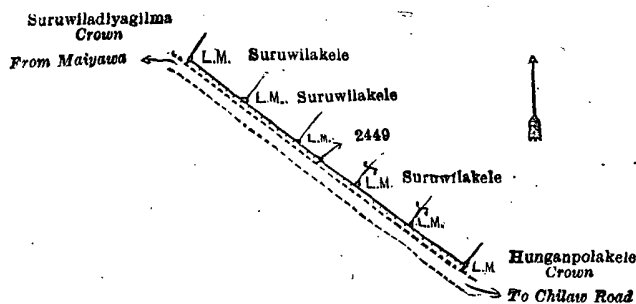 Suruwiladiyagilma
Crown
From Maiyawa
L.M. Suruwilakele
L.M. Suruwilakele
L.M. 2449
L.M. Suruwilakele
L.M.
L.M. Hunganpolakele
Crown
To Chilaw Road